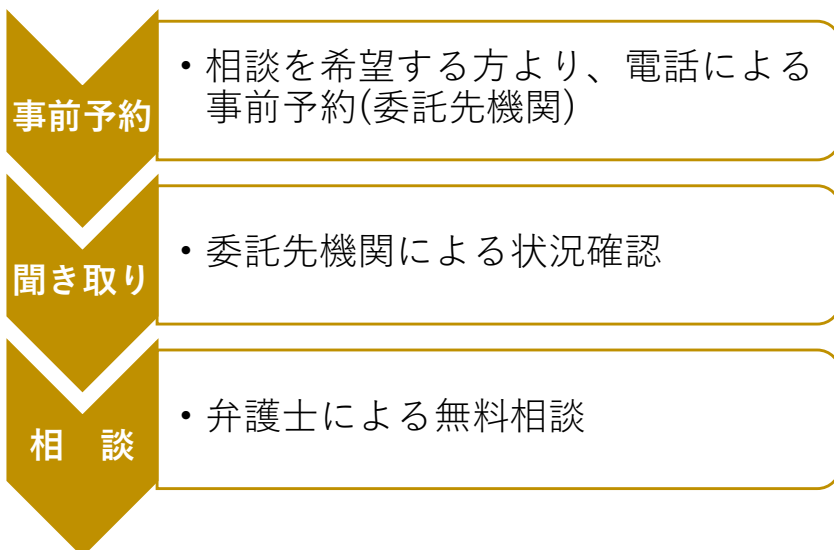 事前予約
・相談を希望する方より、電話による
事前予約(委託先機関)
聞き取り
・委託先機関による状況確認
相　談
・弁護士による無料相談